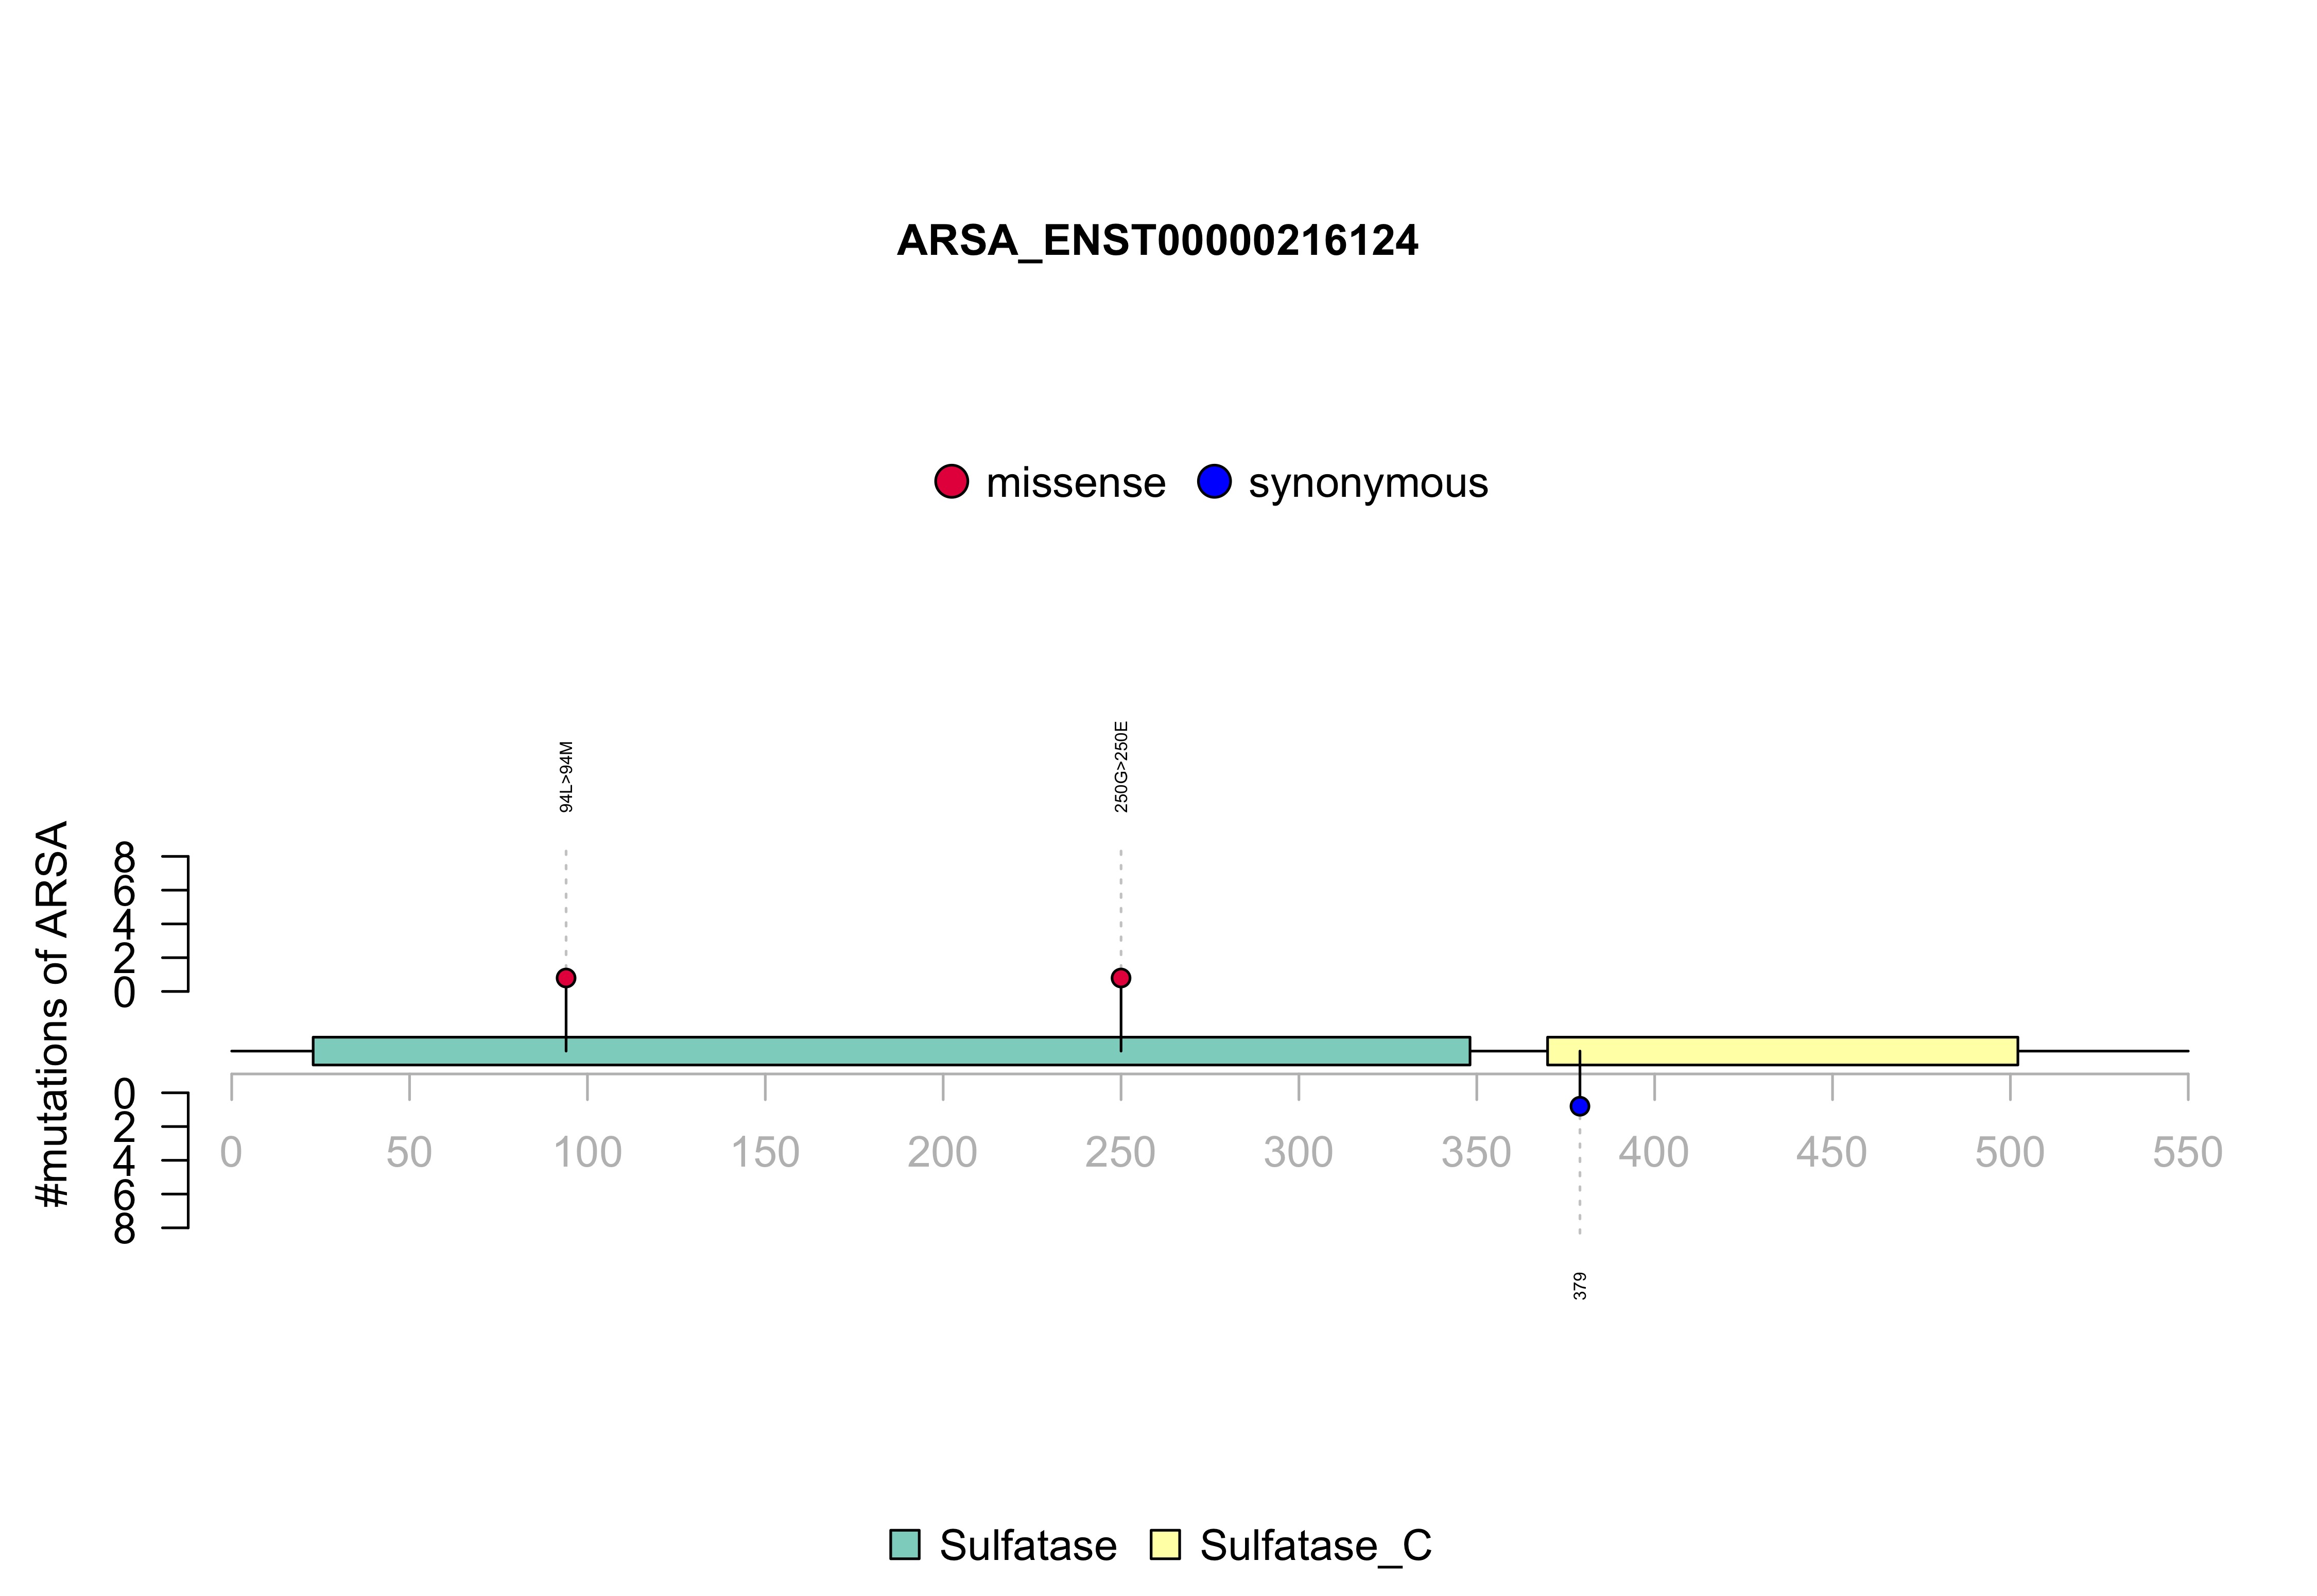 ARSA_ENST00000216124
missense synonymous
94L>94M
250G>250E
#mutations of ARSA
8
6
4
2
0
0
2
4
6
8
0 50 100 150 200 250 300 350 400 450 500 550
379
Sulfatase Sulfatase_C